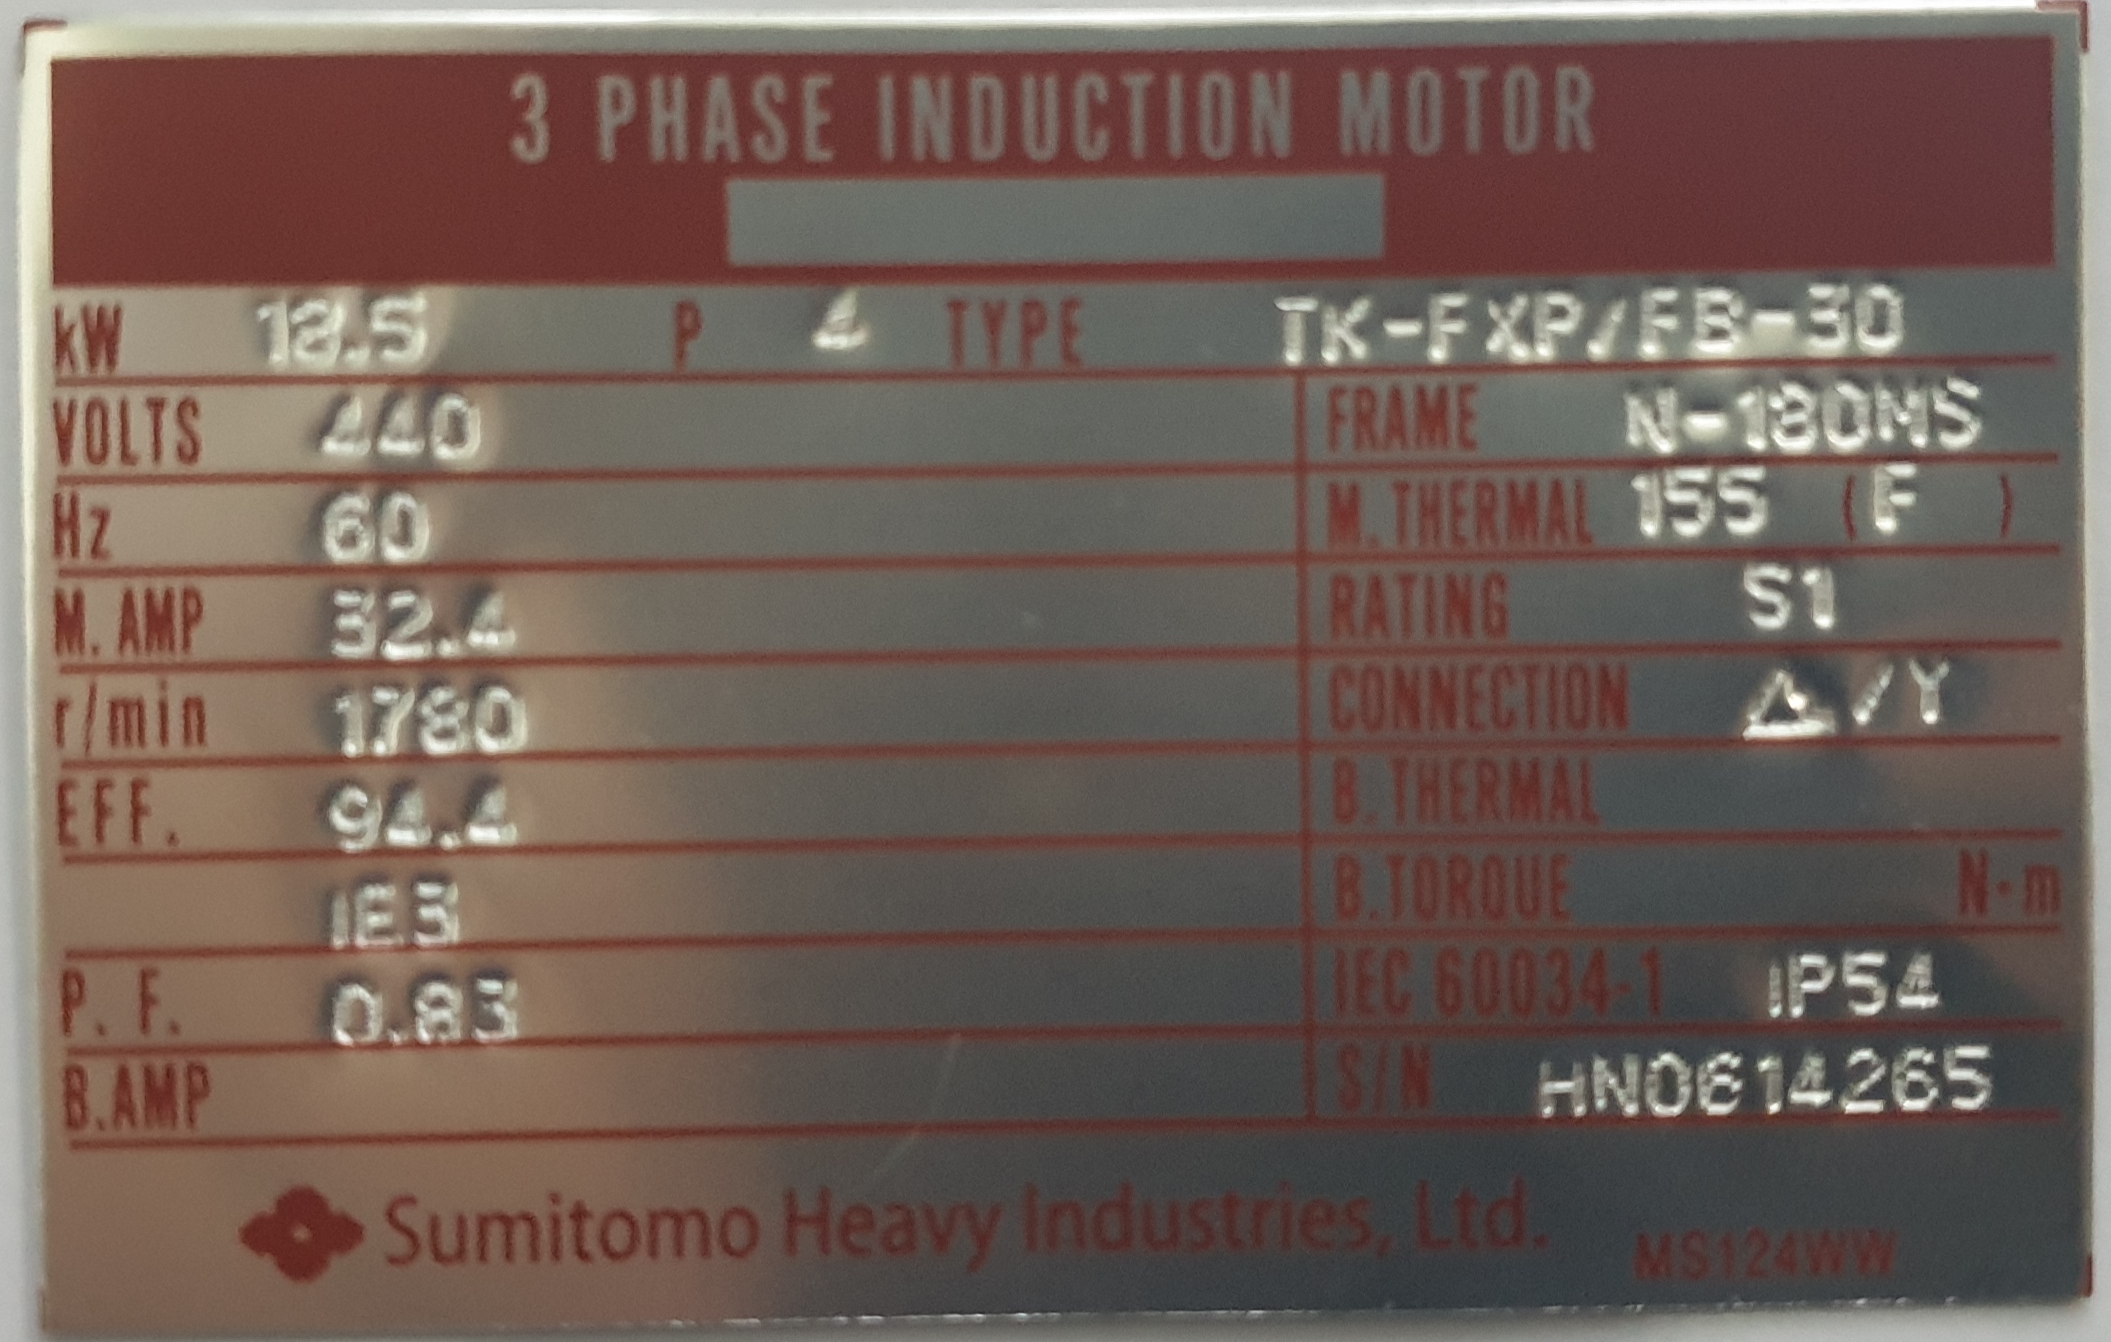 3 PHASE INDUCTION MOTOR
kW 18.5 P 4 TYPE TK-FXP/FB-30
VOLTS 440 FRAME N-180MS
Hz 60 M.THERMAL 155 (F )
M. AMP 32.4 RATING S1
r/min 1780 CONNECTION △/Y
EFF. 94.4 B.THERMAL
IE3 B.TORQUE N·m
P. F. 0.83 IEC 60034-1 IP54
B.AMP S/N HN0614265
Sumitomo Heavy Industries, Ltd. MS124WW